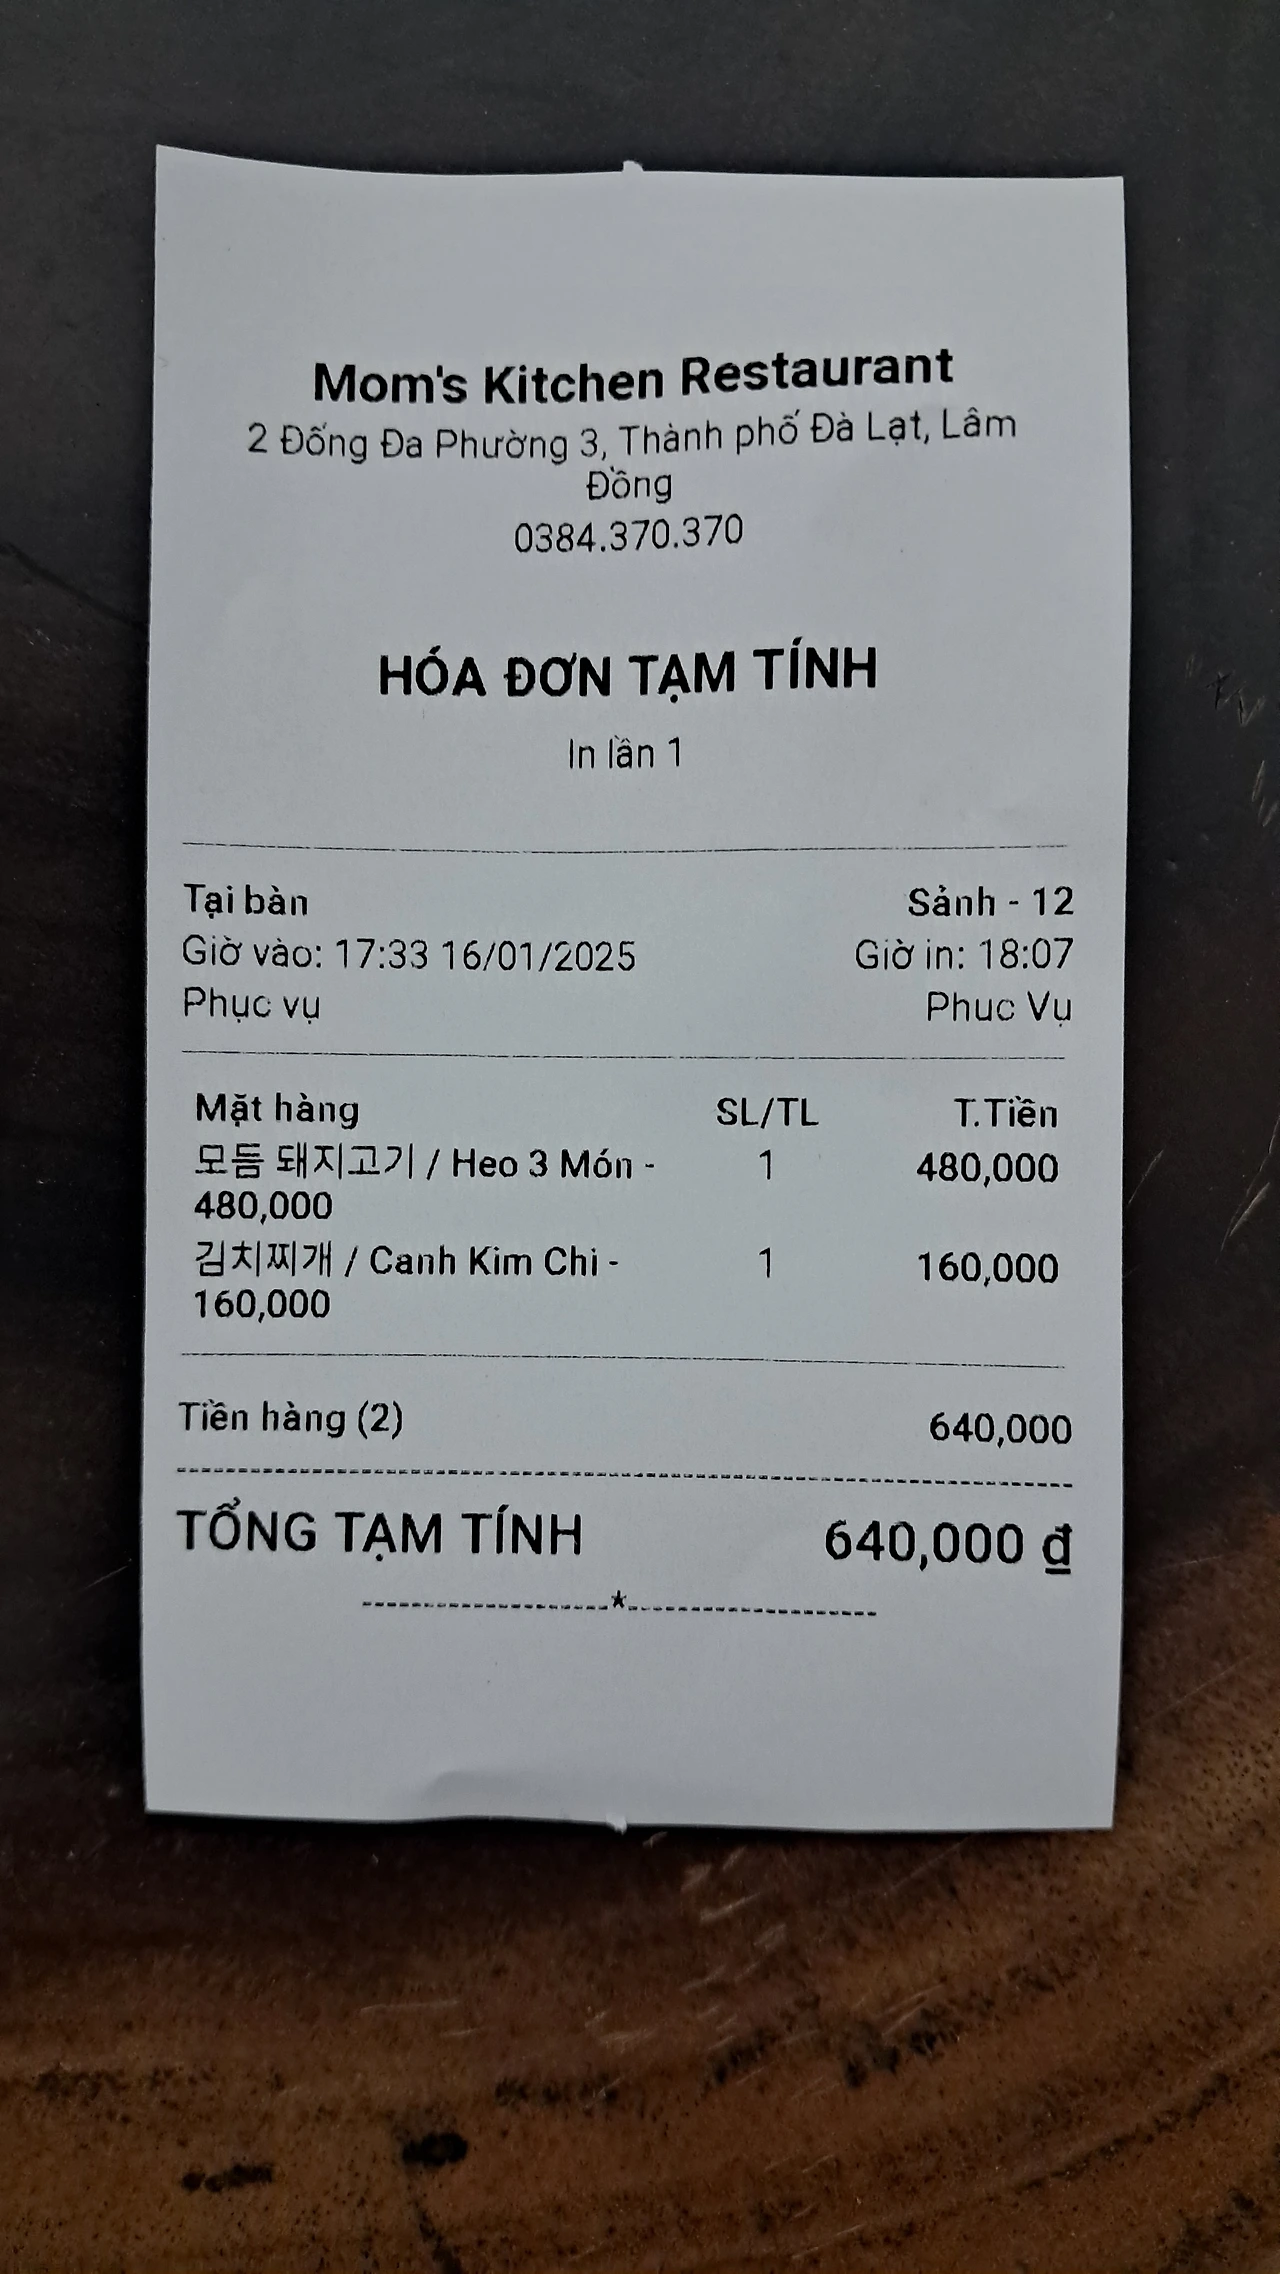 Mom's Kitchen Restaurant
2 Đống Đa Phường 3, Thành phố Đà Lạt, Lâm
Đồng
0384.370.370
HÓA ĐƠN TẠM TÍNH
In lần 1
Tại bàn Sảnh - 12
Giờ vào: 17:33 16/01/2025 Giờ in: 18:07
Phục vụ Phuc Vụ
Mặt hàng SL/TL T.Tiền
모듬 돼지고기 / Heo 3 Món - 1 480,000
480,000
김치찌개 / Canh Kim Chi - 1 160,000
160,000
Tiền hàng (2) 640,000
TỔNG TẠM TÍNH 640,000 ₫